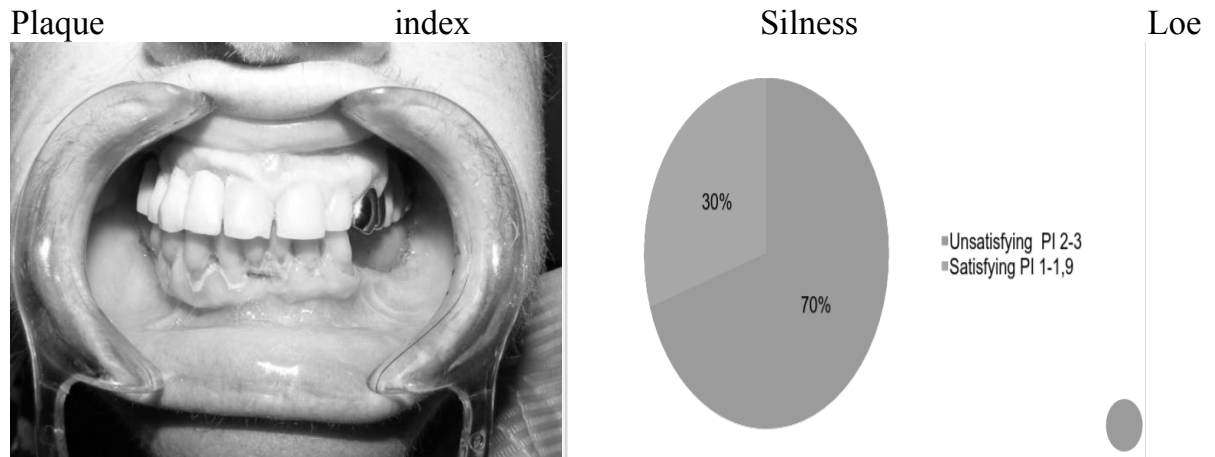 Plaque index Silness Loe
30%
70%
Unsatisfying PI 2-3
Satisfying PI 1-1,9